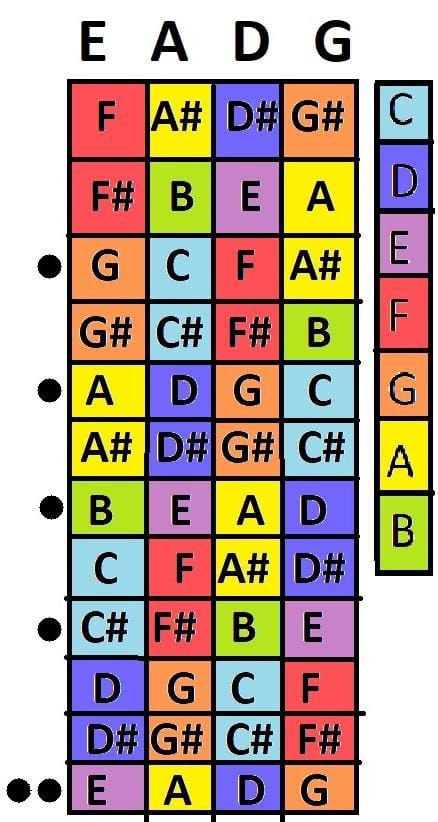 E A D G
F A# D# G#
F# B E A
G C F A#
G# C# F# B
A D G C
A# D# G# C#
B E A D
C F A# D#
C# F# B E
D G C F
D# G# C# F#
E A D G
C
D
E
F
G
A
B